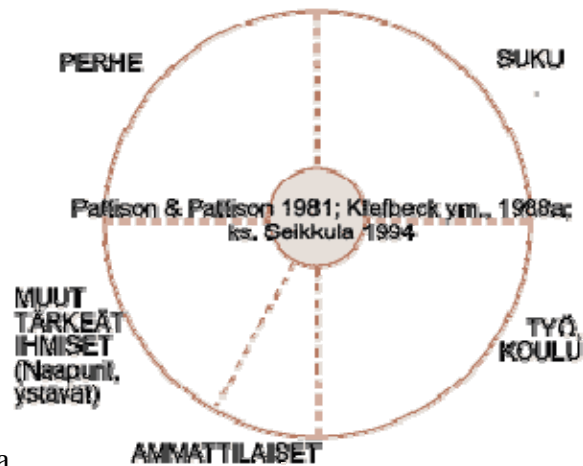 PERHE
SUKU
Pattison & Pattison 1981; Klefbeck ym., 1988a;
ks. Seikkula 1994
MUUT
TÄRKEÄT
IHMISET
(Naapurit,
ystävät)
TYÖ,
KOULU
AMMATTILAISET
a